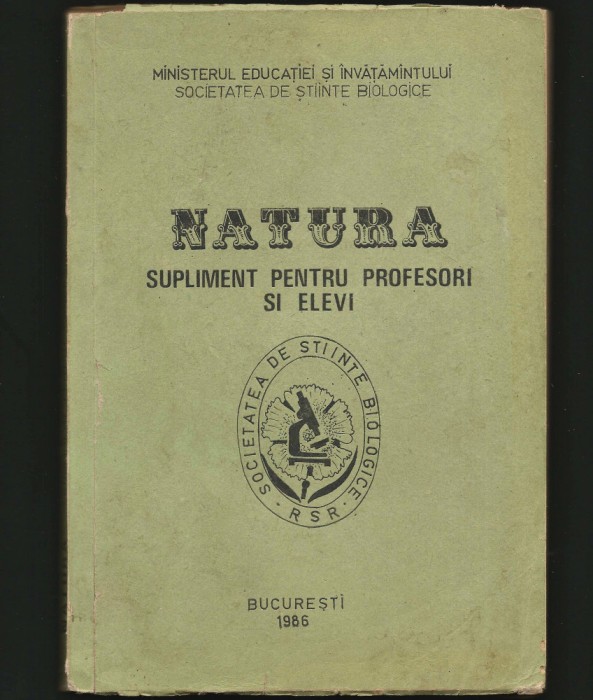 MINISTERUL EDUCAȚIEI ȘI ÎNVĂȚĂMÎNTULUI
SOCIETATEA DE ȘTIINTE BIOLOGICE
NATURA
SUPLIMENT PENTRU PROFESORI
SI ELEVI
SOCIETATEA DE STIINTE BIOLOGICE
- RSR -
BUCUREȘTI
1986